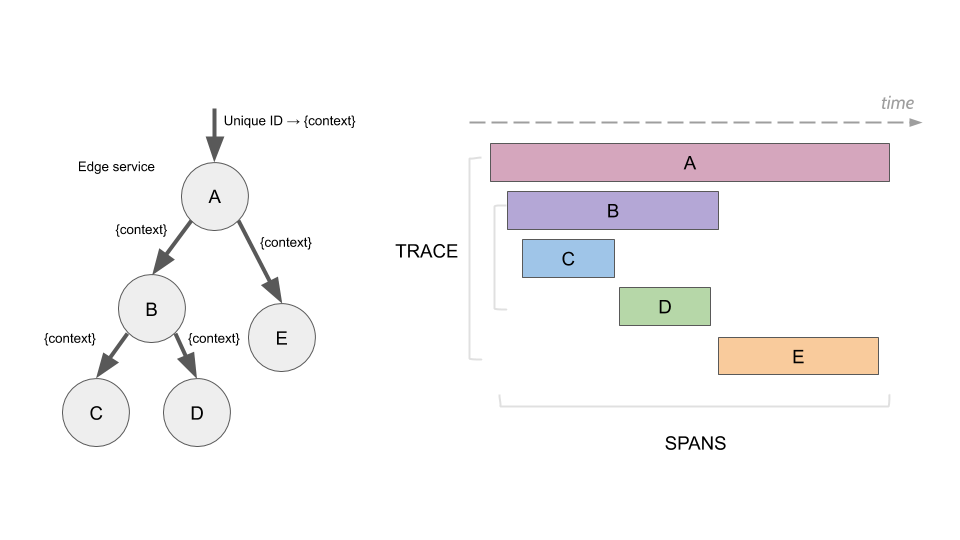 Unique ID → {context}
Edge service
A
{context}
{context}
B
E
{context}
{context}
C
D
time
A
B
TRACE
C
D
E
SPANS